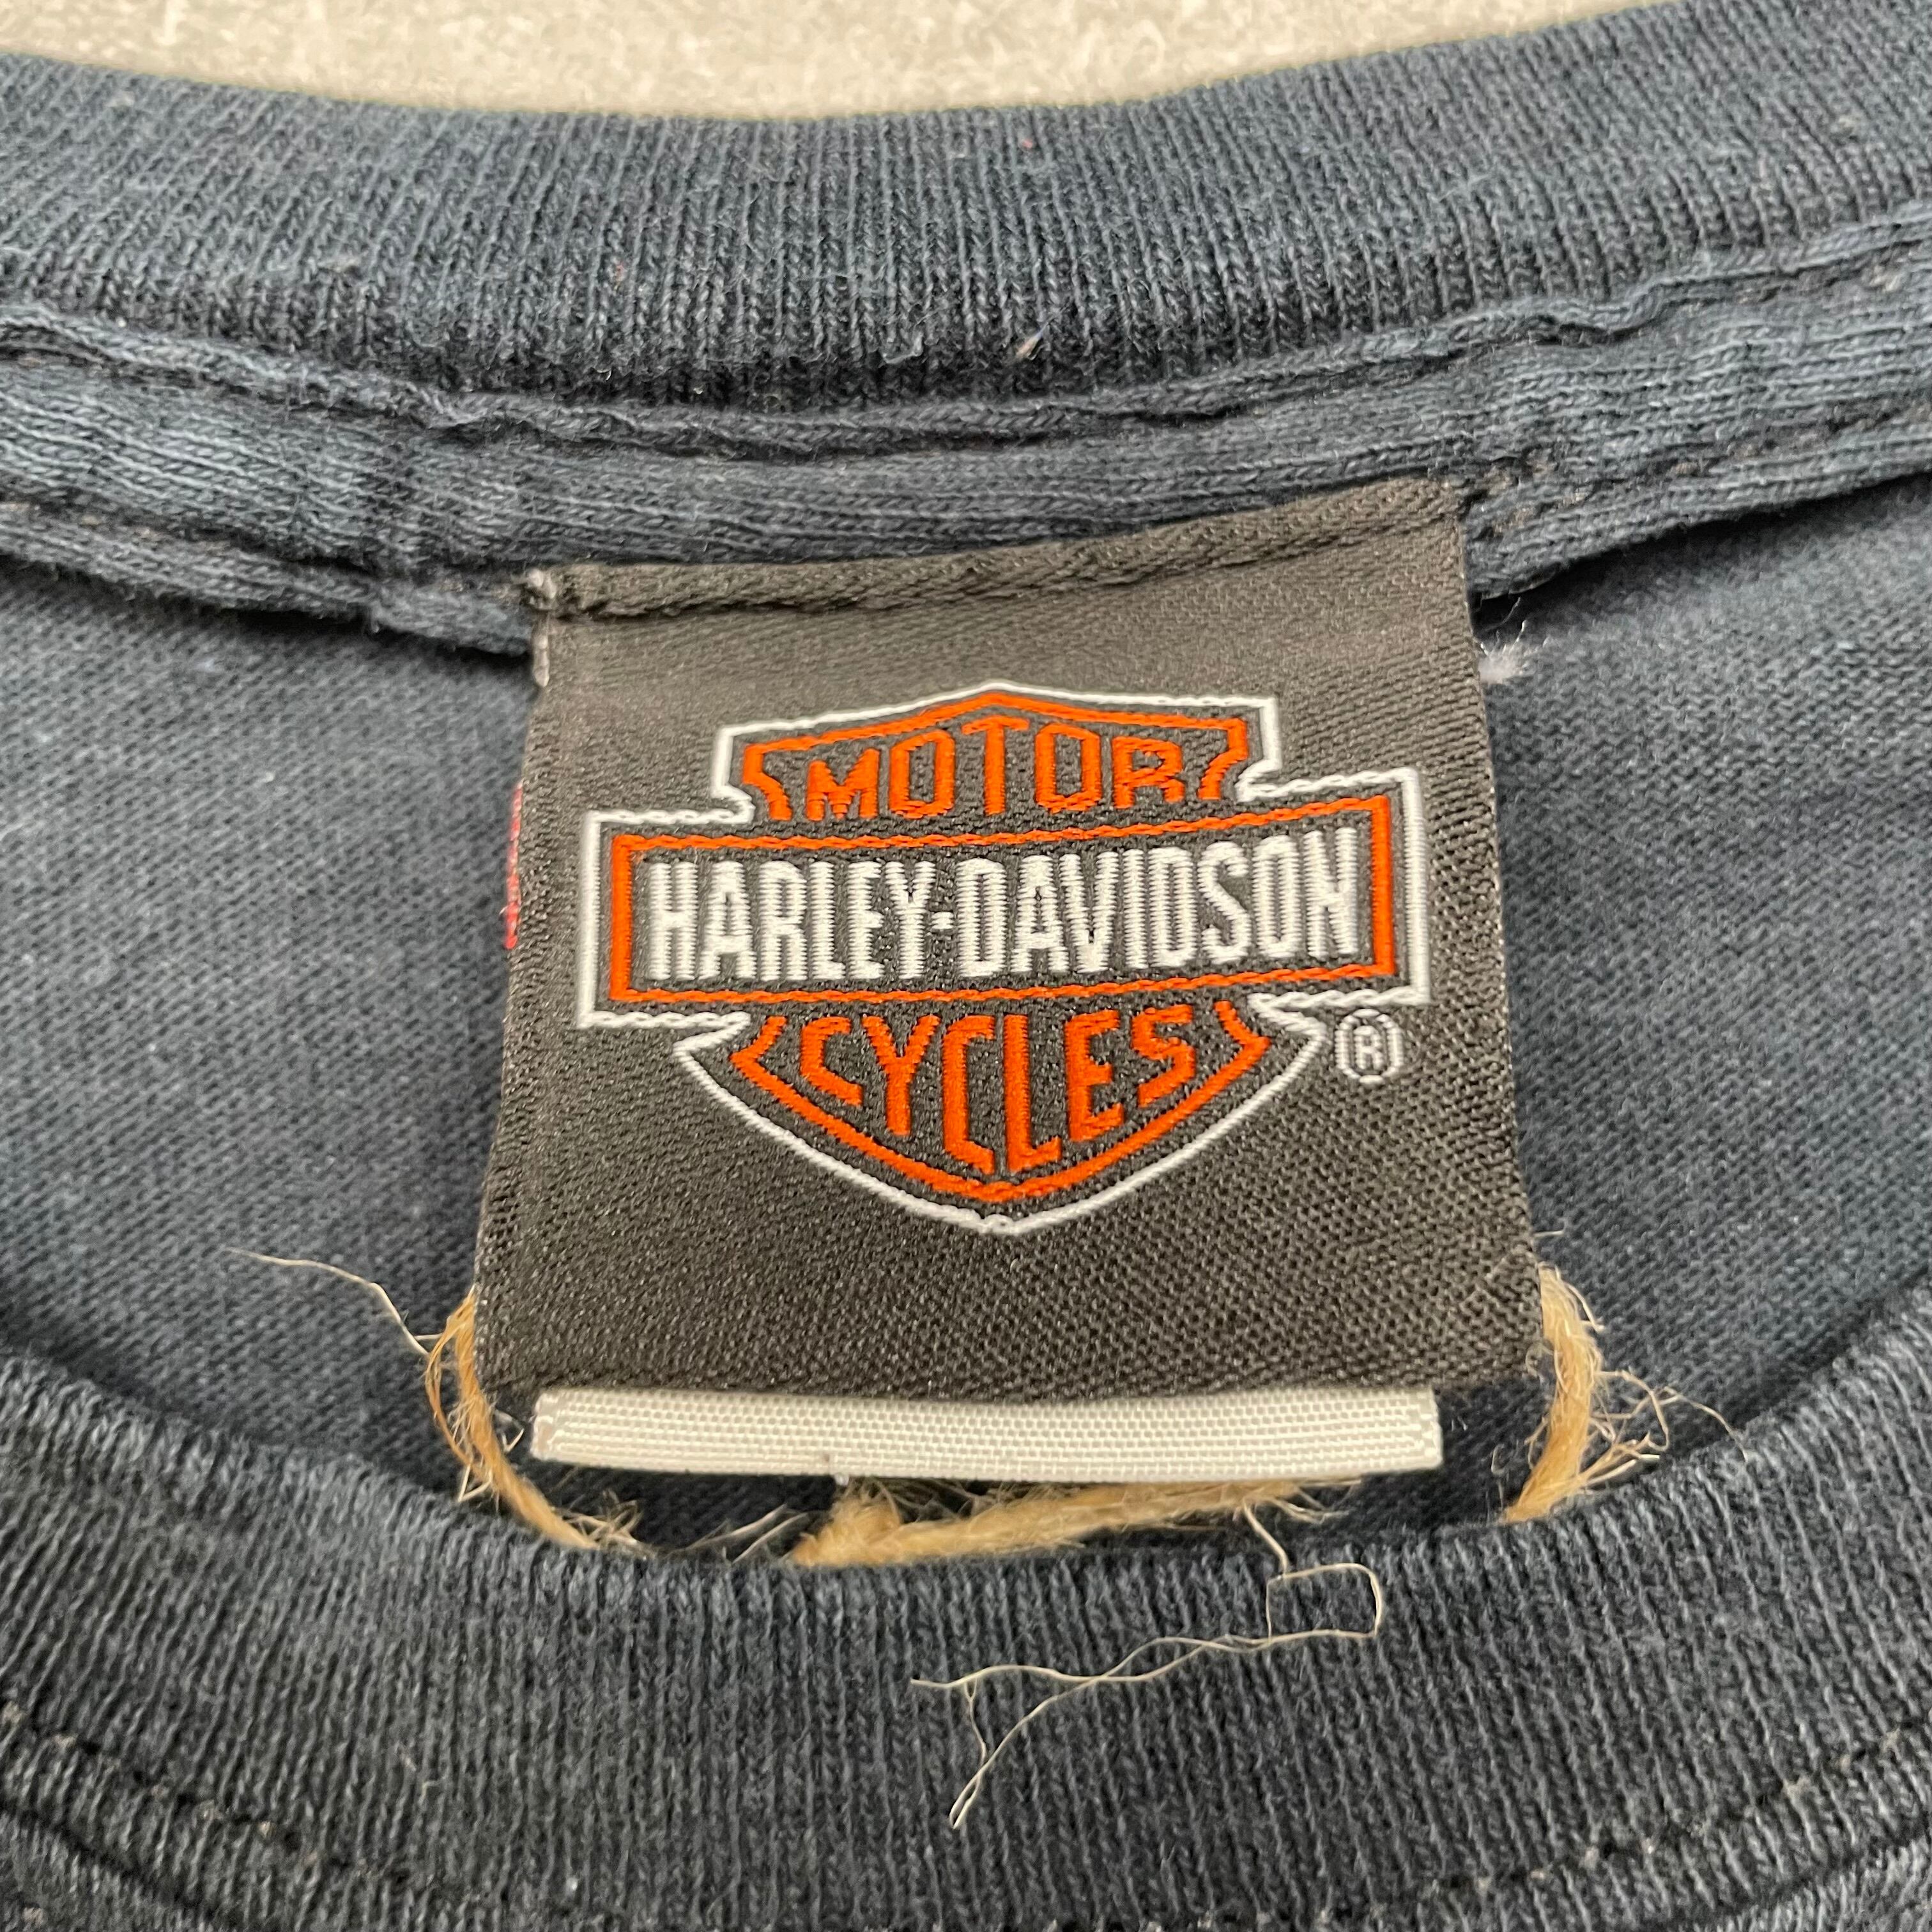 MOTOR
HARLEY-DAVIDSON
CYCLES
®